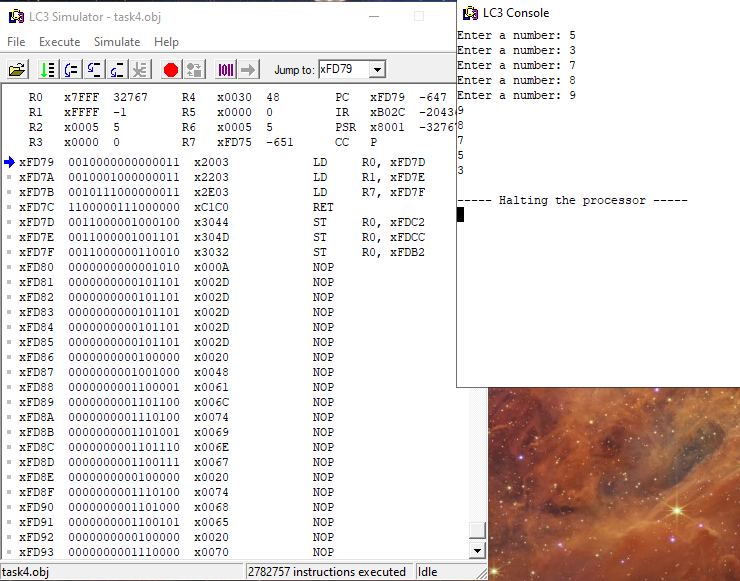 LC3 Simulator - task4.obj
File Execute Simulate Help
Jump to: xFD79
R0 x7FFF 32767 R4 x0030 48 PC xFD79 -647
R1 xFFFF -1 R5 x0000 0 IR xB02C -2043
R2 x0005 5 R6 x0005 5 PSR x8001 -3276
R3 x0000 0 R7 xFD75 -651 CC P
xFD79 0010000000000011 x2003 LD R0, xFD7D
xFD7A 0010001000000011 x2203 LD R1, xFD7E
xFD7B 0010111000000011 x2E03 LD R7, xFD7F
xFD7C 1100000111000000 xC1C0 RET
xFD7D 0011000001000100 x3044 ST R0, xFDC2
xFD7E 0011000001001101 x304D ST R0, xFDCC
xFD7F 0011000000110010 x3032 ST R0, xFDB2
xFD80 0000000000001010 x000A NOP
xFD81 0000000000101101 x002D NOP
xFD82 0000000000101101 x002D NOP
xFD83 0000000000101101 x002D NOP
xFD84 0000000000101101 x002D NOP
xFD85 0000000000101101 x002D NOP
xFD86 0000000000100000 x0020 NOP
xFD87 0000000001001000 x0048 NOP
xFD88 0000000001100001 x0061 NOP
xFD89 0000000001101100 x006C NOP
xFD8A 0000000001110100 x0074 NOP
xFD8B 0000000001101001 x0069 NOP
xFD8C 0000000001101110 x006E NOP
xFD8D 0000000001100111 x0067 NOP
xFD8E 0000000000100000 x0020 NOP
xFD8F 0000000001110100 x0074 NOP
xFD90 0000000001101000 x0068 NOP
xFD91 0000000001100101 x0065 NOP
xFD92 0000000000100000 x0020 NOP
xFD93 0000000001110000 x0070 NOP
task4.obj 2782757 instructions executed Idle
LC3 Console
Enter a number: 5
Enter a number: 3
Enter a number: 7
Enter a number: 8
Enter a number: 9
9
8
7
5
3
----- Halting the processor -----